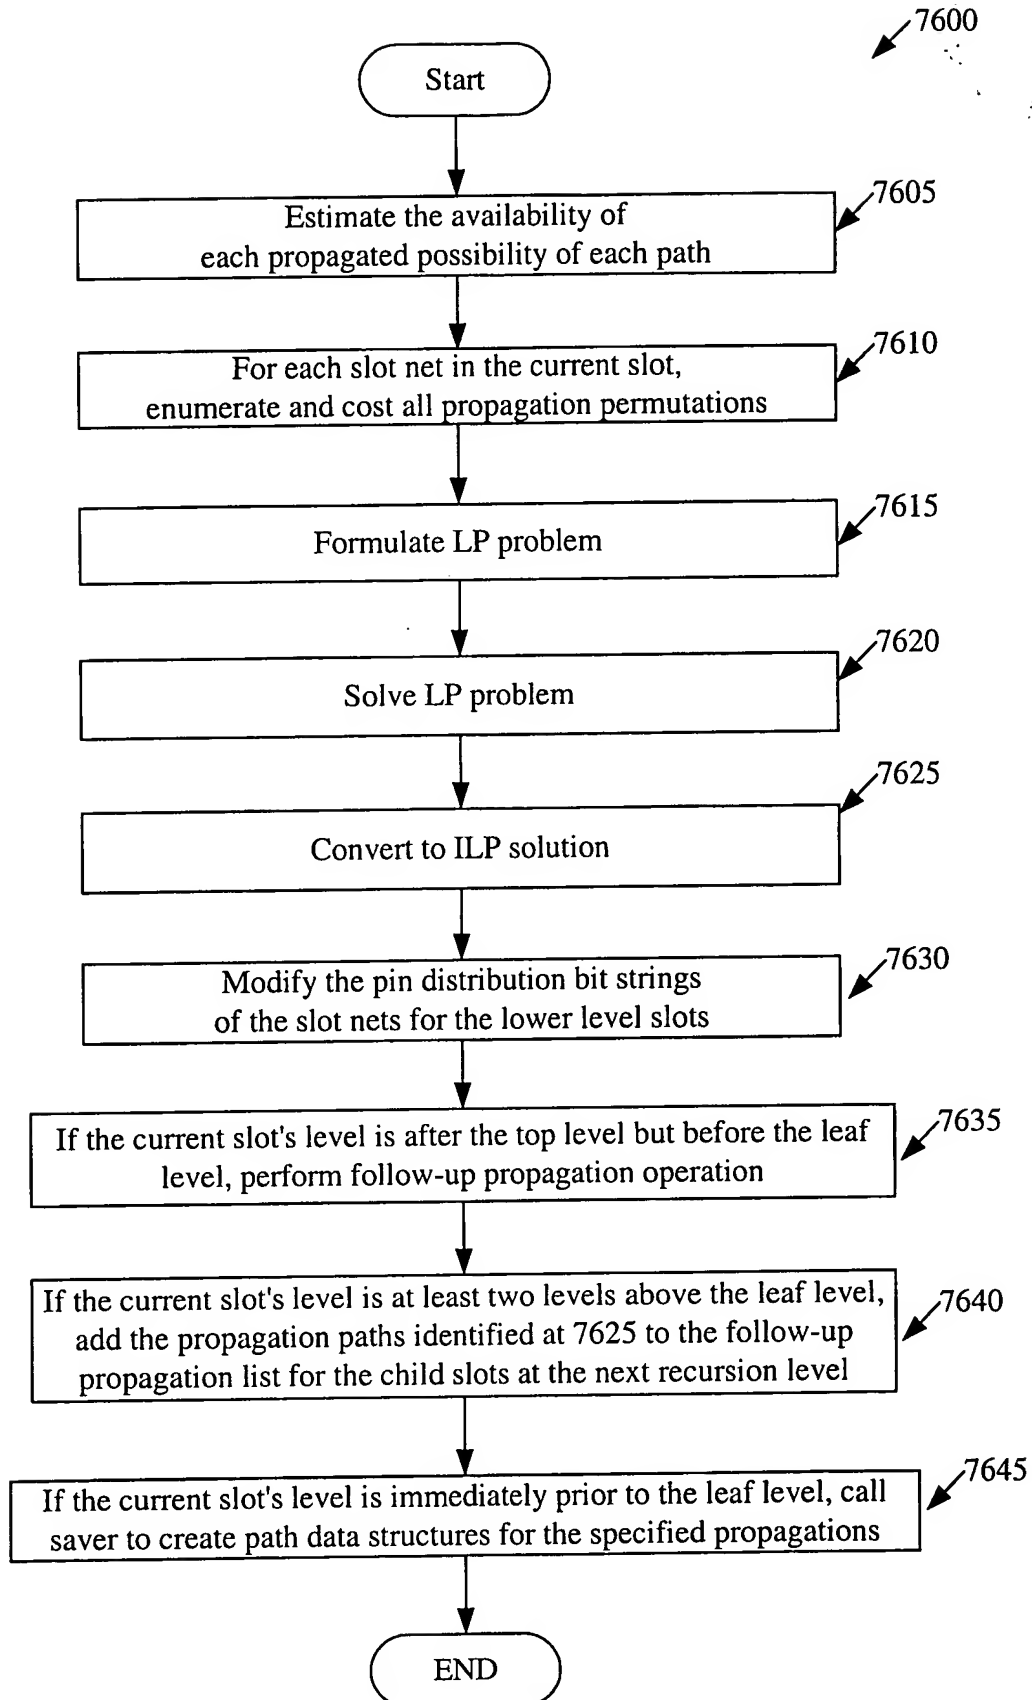 7600
Start
7605
Estimate the availability of
each propagated possibility of each path
7610
For each slot net in the current slot,
enumerate and cost all propagation permutations
7615
Formulate LP problem
7620
Solve LP problem
7625
Convert to ILP solution
7630
Modify the pin distribution bit strings
of the slot nets for the lower level slots
7635
If the current slot's level is after the top level but before the leaf
level, perform follow-up propagation operation
7640
If the current slot's level is at least two levels above the leaf level,
add the propagation paths identified at 7625 to the follow-up
propagation list for the child slots at the next recursion level
7645
If the current slot's level is immediately prior to the leaf level, call
saver to create path data structures for the specified propagations
END